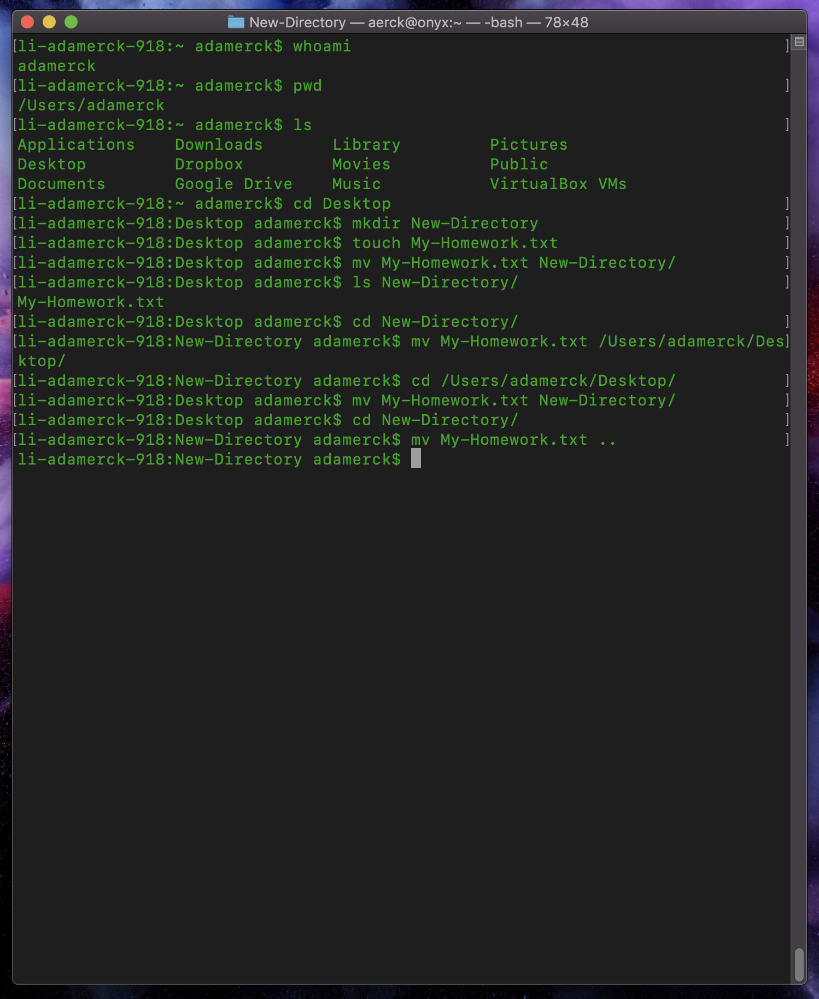 New-Directory — aerck@onyx:~ — -bash — 78×48
[li-adamerck-918:~ adamerck$ whoami ]
adamerck
[li-adamerck-918:~ adamerck$ pwd ]
/Users/adamerck
[li-adamerck-918:~ adamerck$ ls ]
Applications Downloads Library Pictures
Desktop Dropbox Movies Public
Documents Google Drive Music VirtualBox VMs
[li-adamerck-918:~ adamerck$ cd Desktop ]
[li-adamerck-918:Desktop adamerck$ mkdir New-Directory ]
[li-adamerck-918:Desktop adamerck$ touch My-Homework.txt ]
[li-adamerck-918:Desktop adamerck$ mv My-Homework.txt New-Directory/ ]
[li-adamerck-918:Desktop adamerck$ ls New-Directory/ ]
My-Homework.txt
[li-adamerck-918:Desktop adamerck$ cd New-Directory/ ]
[li-adamerck-918:New-Directory adamerck$ mv My-Homework.txt /Users/adamerck/Des]
ktop/
[li-adamerck-918:New-Directory adamerck$ cd /Users/adamerck/Desktop/ ]
[li-adamerck-918:Desktop adamerck$ mv My-Homework.txt New-Directory/ ]
[li-adamerck-918:Desktop adamerck$ cd New-Directory/ ]
[li-adamerck-918:New-Directory adamerck$ mv My-Homework.txt .. ]
li-adamerck-918:New-Directory adamerck$